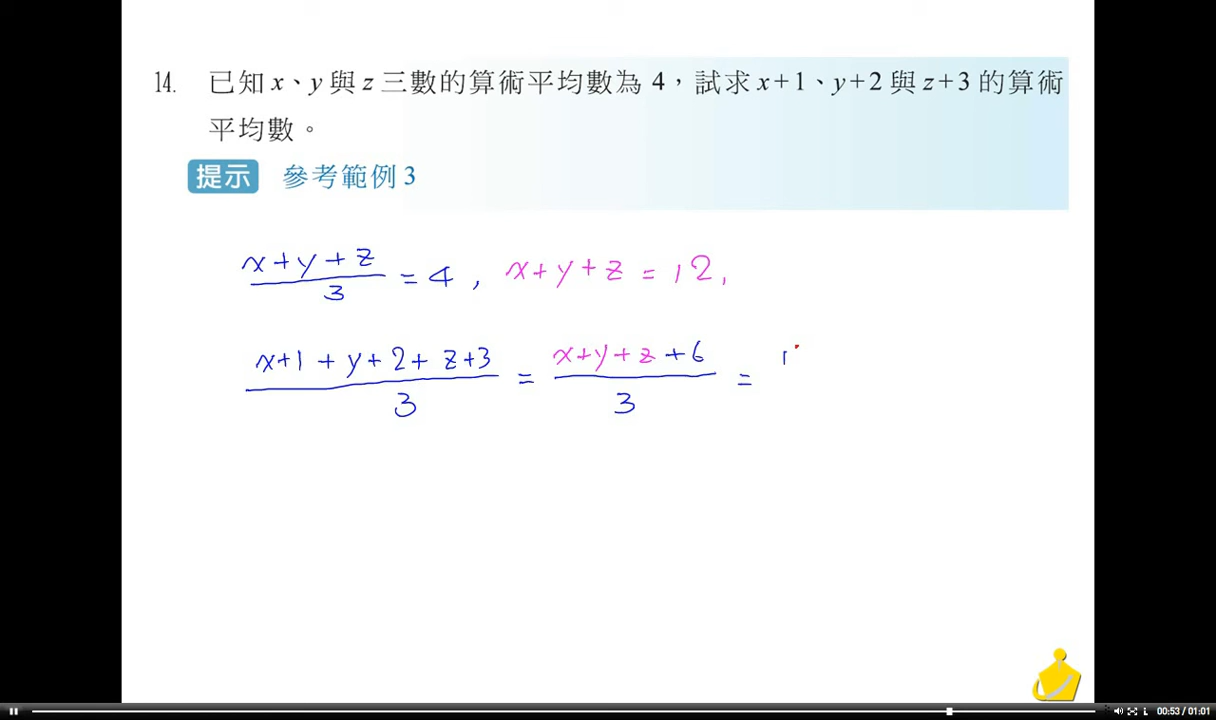 14. 已知 x、y 與 z 三數的算術平均數為 4，試求 x+1、y+2 與 z+3 的算術
平均數。
提示 參考範例 3
x+y+z/3 = 4 , x+y+z = 12,
x+1+y+2+z+3/3 = x+y+z+6/3 = 1
00:53 / 01:01